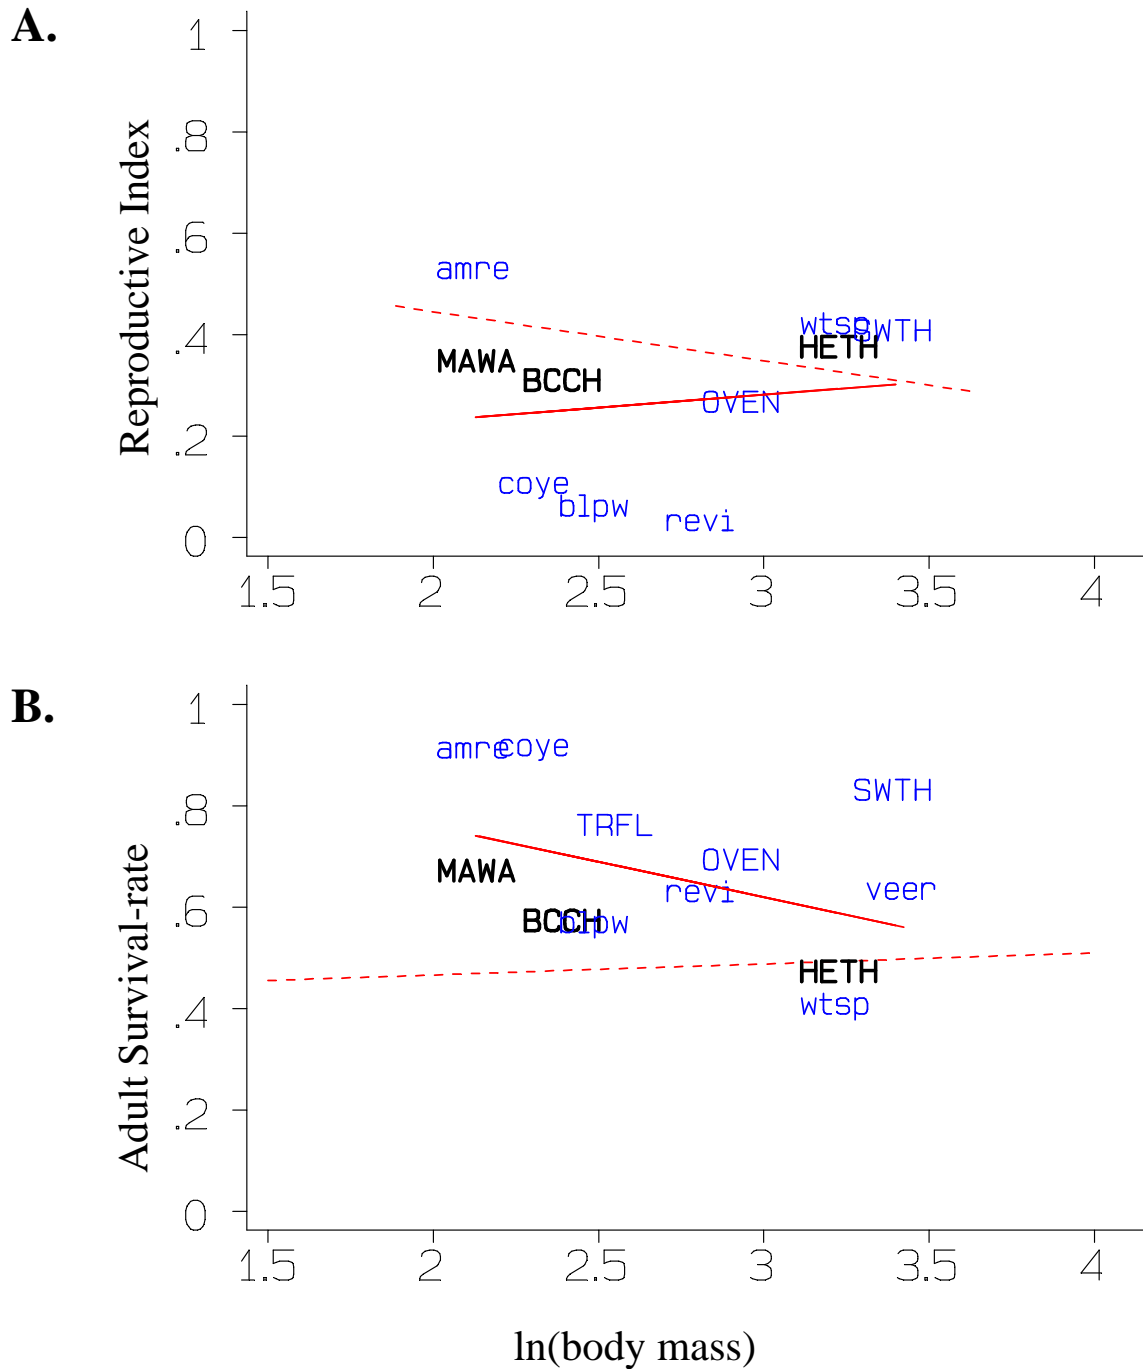 A.
Reproductive Index
1
.8
.6
.4
.2
0
amre
wtsp
SWTH
HETH
MAWA
BCCH
OVEN
coye
blpw
revi
1.5 2 2.5 3 3.5 4
B.
Adult Survival-rate
1
.8
.6
.4
.2
0
amre coye
SWTH
TRFL
OVEN
MAWA
revi veer
BCCH blpw
HETH
wtsp
1.5 2 2.5 3 3.5 4
ln(body mass)